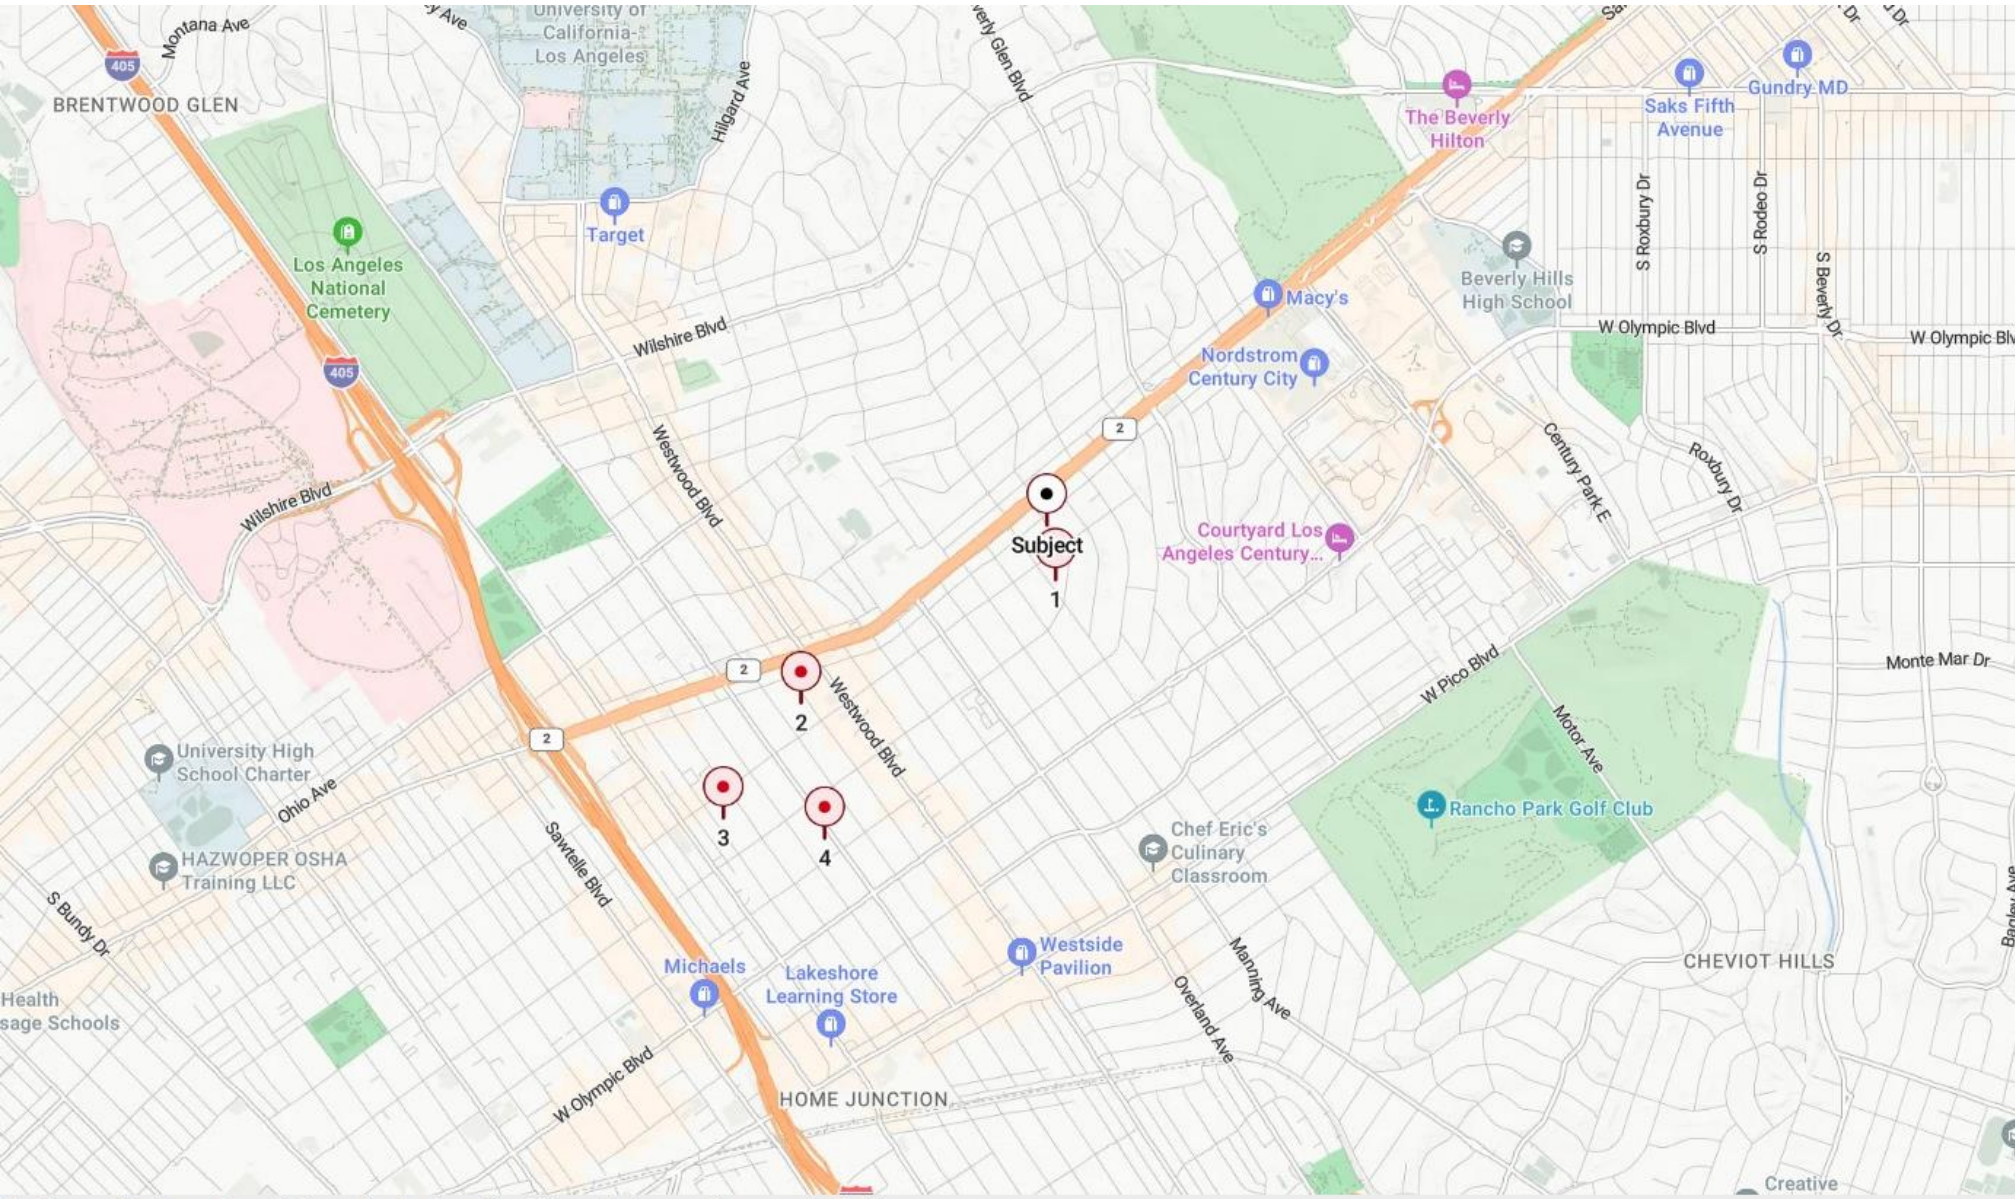 Montana Ave
405
BRENTWOOD GLEN
University of
California-
Los Angeles
Hilgard Ave
The Beverly
Hilton
Saks Fifth
Avenue
Gundry MD
Target
Los Angeles
National
Cemetery
405
Wilshire Blvd
Macy's
Beverly Hills
High School
S Roxbury Dr
S Rodeo Dr
S Beverly Dr
W Olympic Blvd
W Olympic Blv
Nordstrom
Century City
2
Westwood Blvd
Wilshire Blvd
Century Park E
Roxbury Dr
Subject
1
Courtyard Los
Angeles Century...
2
2
Westwood Blvd
W Pico Blvd
Monte Mar Dr
Motor Ave
2
University High
School Charter
Ohio Ave
3
4
Rancho Park Golf Club
Sawtelle Blvd
Chef Eric's
Culinary
Classroom
HAZWOPER OSHA
Training LLC
S Bundy Dr
Westside
Pavilion
Manning Ave
Overland Ave
CHEVIOT HILLS
Michaels
Lakeshore
Learning Store
Health
sage Schools
W Olympic Blvd
HOME JUNCTION
Bagley Ave
Creative